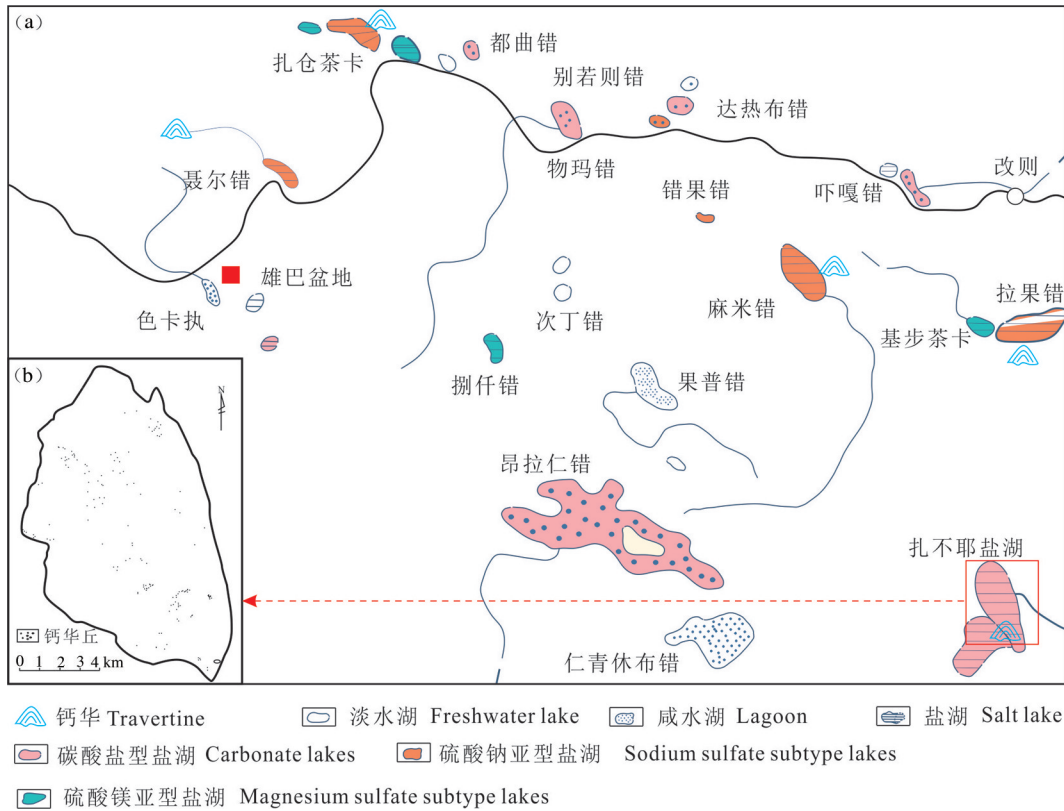 (a)
都曲错
扎仓茶卡
别若则错
达热布错
聂尔错
物玛错
错果错
吓嘎错
改则
雄巴盆地
色卡执
次丁错
麻米错
拉果错
基步茶卡
捌仟错
果普错
昂拉仁错
扎不耶盐湖
仁青休布错
(b)
N
钙华丘
0 1 2 3 4 km
钙华 Travertine
淡水湖 Freshwater lake
咸水湖 Lagoon
盐湖 Salt lake
碳酸盐型盐湖 Carbonate lakes
硫酸钠亚型盐湖 Sodium sulfate subtype lakes
硫酸镁亚型盐湖 Magnesium sulfate subtype lakes